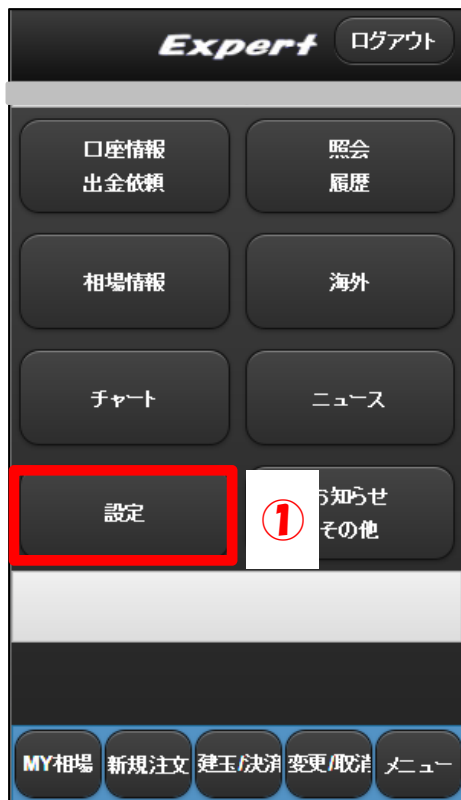 Expert ログアウト
口座情報
出金依頼
照会
履歴
相場情報
海外
チャート
ニュース
設定
①
お知らせ
その他
MY相場 新規注文 建玉/決済 変更/取消 メニュー